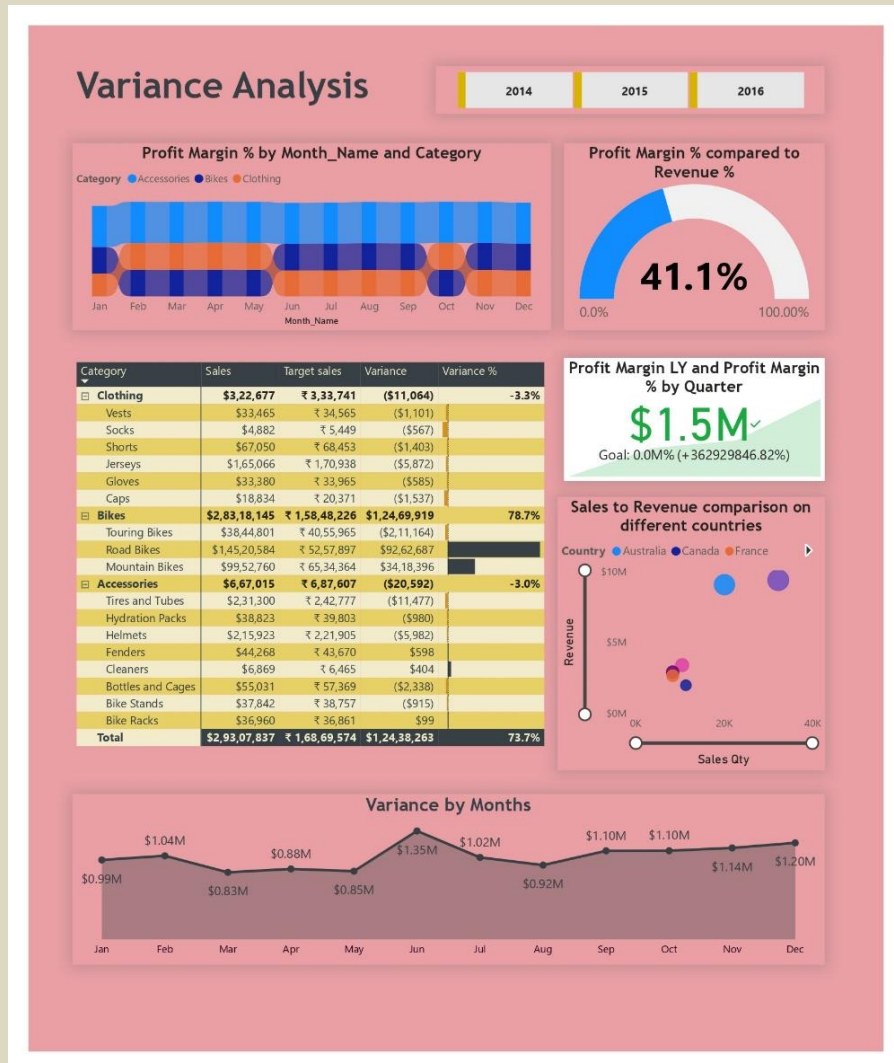 Variance Analysis
2014 2015 2016
Profit Margin % by Month_Name and Category
Category Accessories Bikes Clothing
Jan Feb Mar Apr May Jun Jul Aug Sep Oct Nov Dec
Month_Name
Profit Margin % compared to
Revenue %
41.1%
0.0% 100.00%
Category Sales Target sales Variance Variance %
Clothing $3,22,677 ₹ 3,33,741 ($11,064) -3.3%
Vests $33,465 ₹ 34,565 ($1,101)
Socks $4,882 ₹ 5,449 ($567)
Shorts $67,050 ₹ 68,453 ($1,403)
Jerseys $1,65,066 ₹ 1,70,938 ($5,872)
Gloves $33,380 ₹ 33,965 ($585)
Caps $18,834 ₹ 20,371 ($1,537)
Bikes $2,83,18,145 ₹ 1,58,48,226 $1,24,69,919 78.7%
Touring Bikes $38,44,801 ₹ 40,55,965 ($2,11,164)
Road Bikes $1,45,20,584 ₹ 52,57,897 $92,62,687
Mountain Bikes $99,52,760 ₹ 65,34,364 $34,18,396
Accessories $6,67,015 ₹ 6,87,607 ($20,592) -3.0%
Tires and Tubes $2,31,300 ₹ 2,42,777 ($11,477)
Hydration Packs $38,823 ₹ 39,803 ($980)
Helmets $2,15,923 ₹ 2,21,905 ($5,982)
Fenders $44,268 ₹ 43,670 $598
Cleaners $6,869 ₹ 6,465 $404
Bottles and Cages $55,031 ₹ 57,369 ($2,338)
Bike Stands $37,842 ₹ 38,757 ($915)
Bike Racks $36,960 ₹ 36,861 $99
Total $2,93,07,837 ₹ 1,68,69,574 $1,24,38,263 73.7%
Profit Margin LY and Profit Margin
% by Quarter
$1.5M
Goal: 0.0M% (+362929846.82%)
Sales to Revenue comparison on
different countries
Country Australia Canada France
$10M
$5M
$0M
Revenue
0K 20K 40K
Sales Qty
Variance by Months
$0.99M $1.04M $0.83M $0.88M $0.85M $1.35M $1.02M $0.92M $1.10M $1.10M $1.14M $1.20M
Jan Feb Mar Apr May Jun Jul Aug Sep Oct Nov Dec